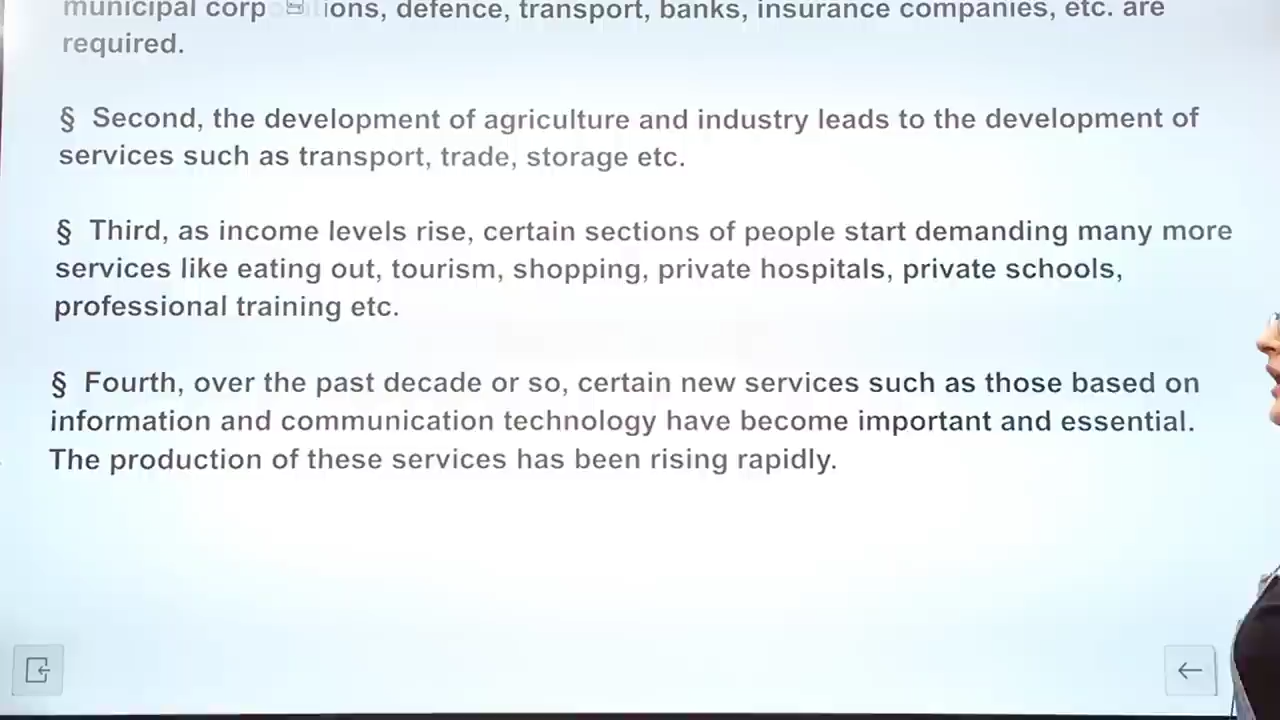 municipal corp ions, defence, transport, banks, insurance companies, etc. are
required.
§ Second, the development of agriculture and industry leads to the development of
services such as transport, trade, storage etc.
§ Third, as income levels rise, certain sections of people start demanding many more
services like eating out, tourism, shopping, private hospitals, private schools,
professional training etc.
§ Fourth, over the past decade or so, certain new services such as those based on
information and communication technology have become important and essential.
The production of these services has been rising rapidly.